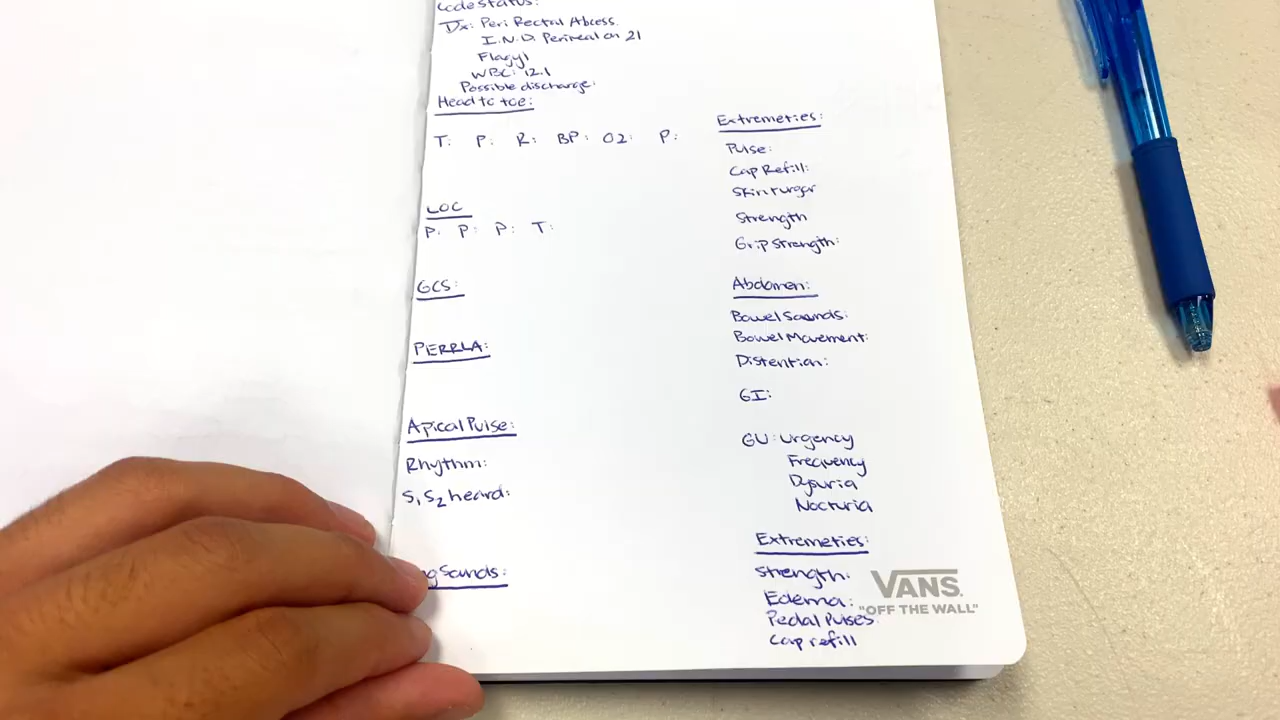 Code status:
Dx: Peri Rectal Abcess.
I.N.D. Perineal on 21
Flagyl
WBC: 12.1
Possible discharge:
Head to toe:
T: P: R: BP: O2: P:
LOC
P: P: P: T:
GCS:
PERRLA:
Apical Pulse:
Rhythm:
S1 S2 heard:
Sounds:
Extremeties:
Pulse:
Cap Refill:
Skin turgor
Strength
Grip Strength:
Abdomen:
Bowel Sounds:
Bowel Movement:
Distention:
GI:
GU: Urgency
Frequency
Dysuria
Nocturia
Extremeties:
Strength:
Edema:
Pedal Pulses
Cap refill
VANS
"OFF THE WALL"